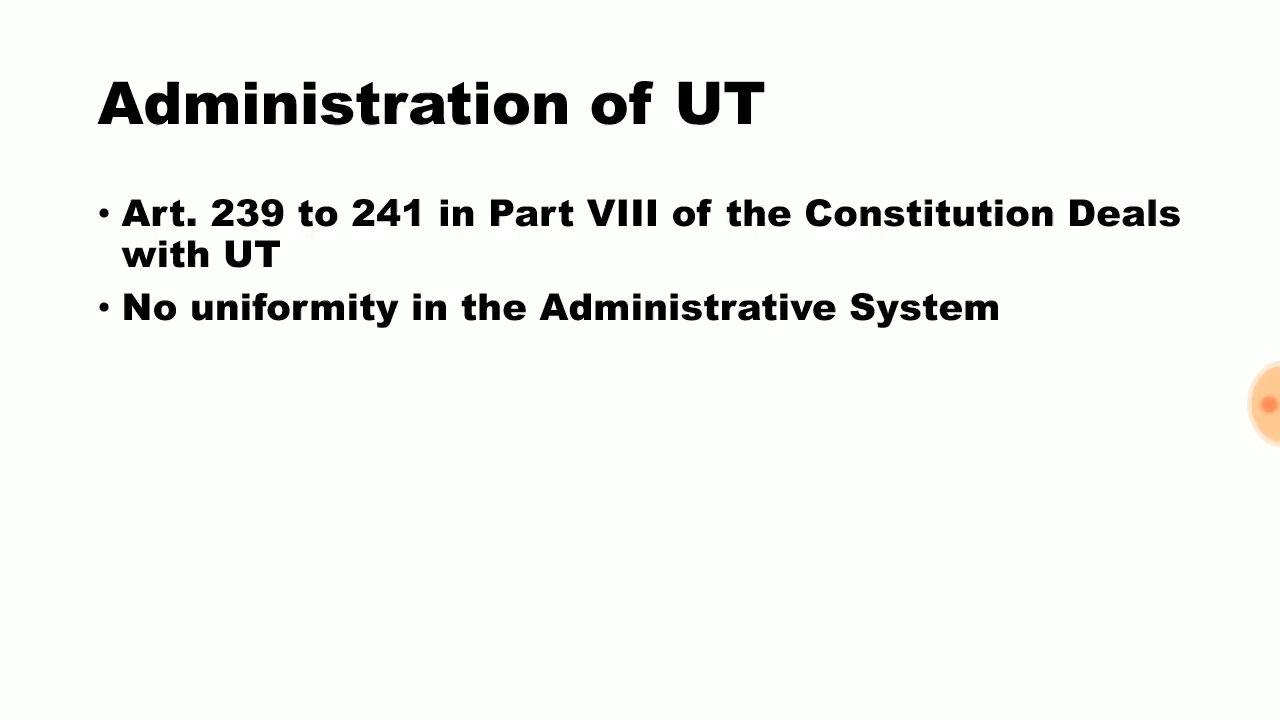 Administration of UT
• Art. 239 to 241 in Part VIII of the Constitution Deals
with UT
• No uniformity in the Administrative System